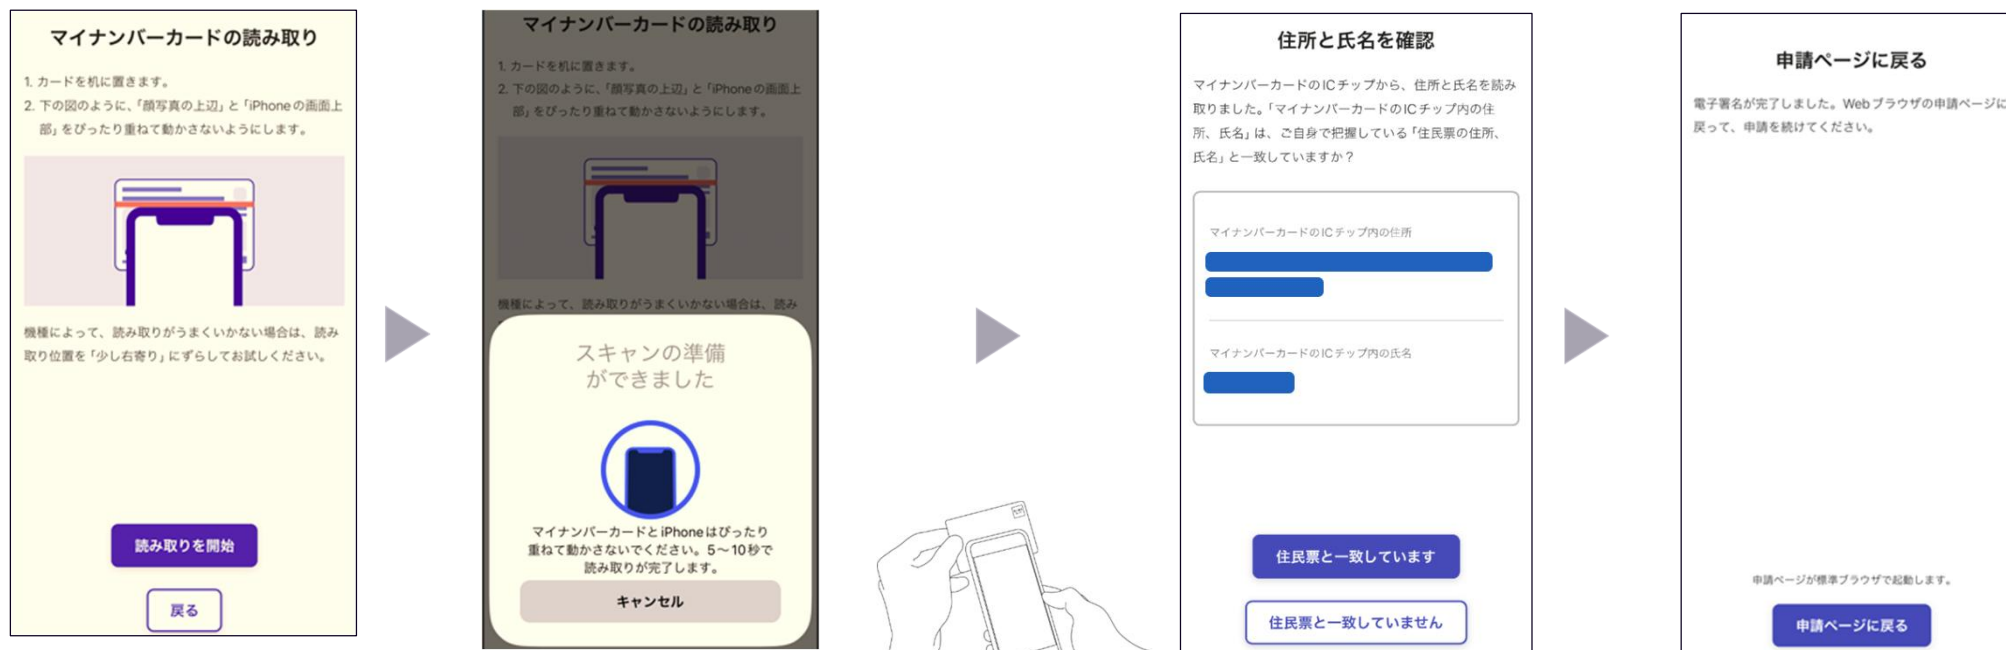 マイナンバーカードの読み取り
1. カードを机に置きます。
2. 下の図のように、「顔写真の上辺」と「iPhoneの画面上
部」をぴったり重ねて動かさないようにします。
機種によって、読み取りがうまくいかない場合は、読み
取り位置を「少し右寄り」にずらしてお試しください。
読み取りを開始
戻る
マイナンバーカードの読み取り
1. カードを机に置きます。
2. 下の図のように、「顔写真の上辺」と「iPhoneの画面上
部」をぴったり重ねて動かさないようにします。
機種によって、読み取りがうまくいかない場合は、読み
スキャンの準備
ができました
マイナンバーカードとiPhoneはぴったり
重ねて動かさないでください。5〜10秒で
読み取りが完了します。
キャンセル
住所と氏名を確認
マイナンバーカードのICチップから、住所と氏名を読み
取りました。「マイナンバーカードのICチップ内の住
所、氏名」は、ご自身で把握している「住民票の住所、
氏名」と一致していますか？
マイナンバーカードのICチップ内の住所
マイナンバーカードのICチップ内の氏名
住民票と一致しています
住民票と一致していません
申請ページに戻る
電子署名が完了しました。Webブラウザの申請ページに
戻って、申請を続けてください。
申請ページが標準ブラウザで起動します。
申請ページに戻る